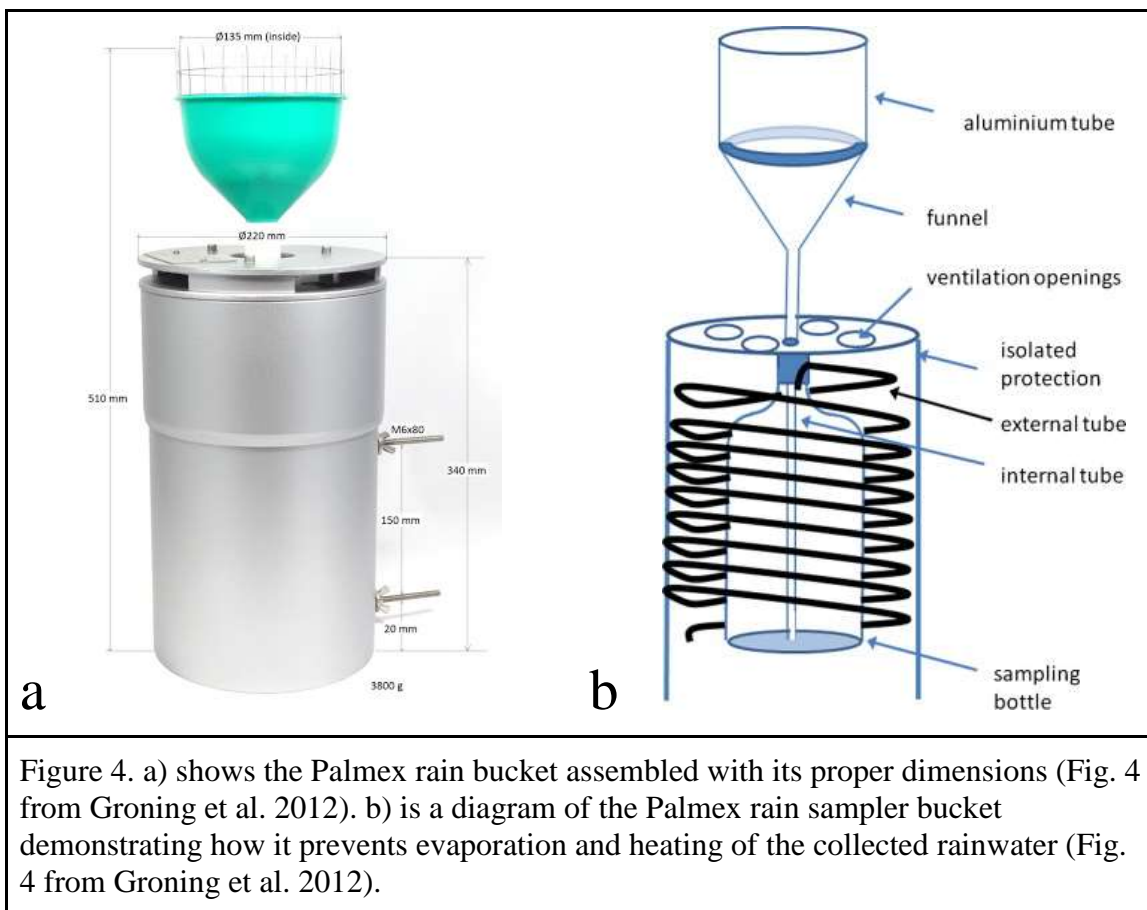 Ø135 mm (inside)
Ø220 mm
510 mm
M6x80
340 mm
150 mm
20 mm
3800 g
a
aluminium tube
funnel
ventilation openings
isolated
protection
external tube
internal tube
sampling
bottle
b
Figure 4. a) shows the Palmex rain bucket assembled with its proper dimensions (Fig. 4
from Groning et al. 2012). b) is a diagram of the Palmex rain sampler bucket
demonstrating how it prevents evaporation and heating of the collected rainwater (Fig.
4 from Groning et al. 2012).